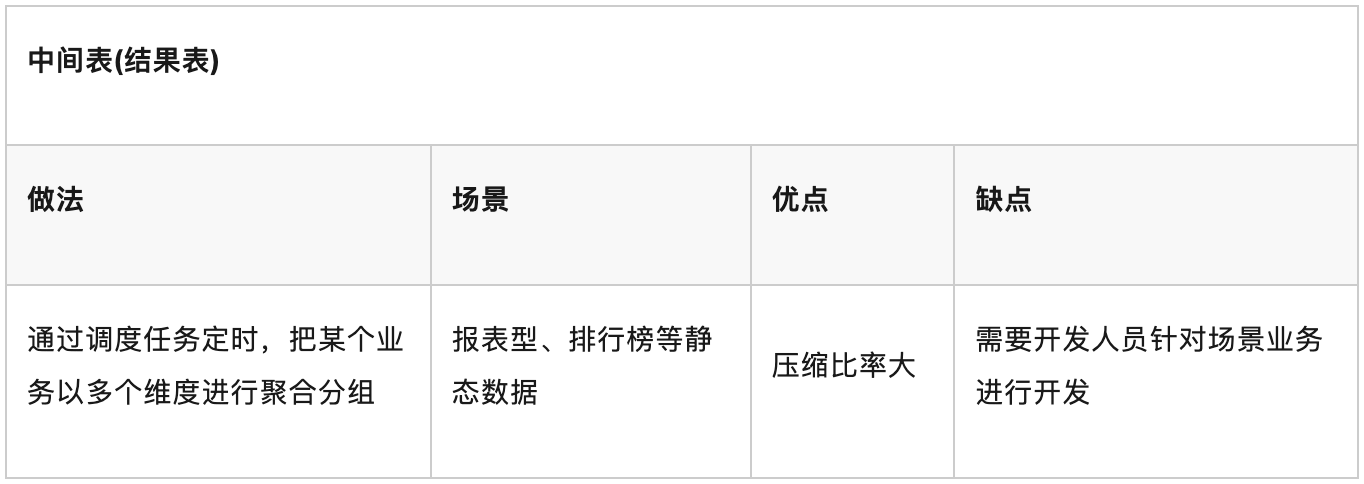 中间表(结果表)
做法
场景
优点
缺点
通过调度任务定时，把某个业
务以多个维度进行聚合分组
报表型、排行榜等静
态数据
压缩比率大
需要开发人员针对场景业务
进行开发